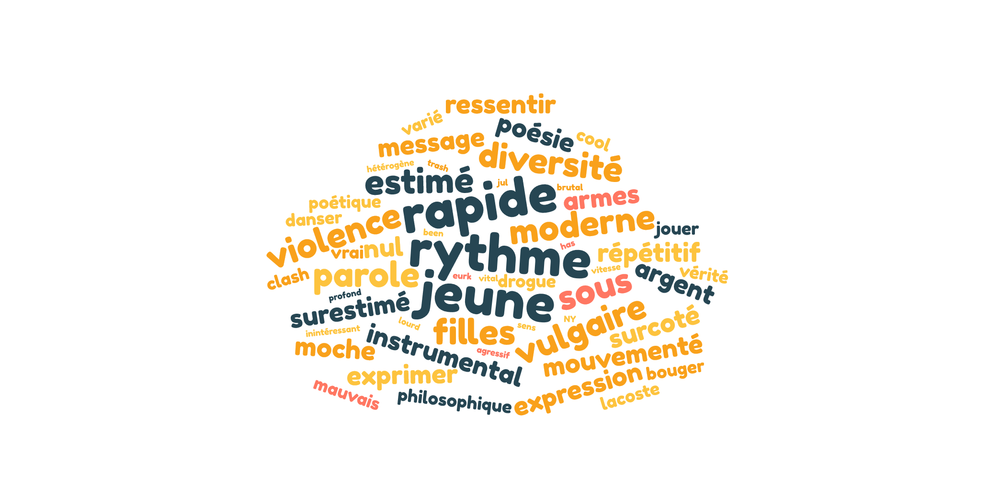 ressentir
varié
poésie
cool
message
diversité
hétérogène
trash
estimé
jul
rapide
brutal
armes
poétique
danser
violence
moderne
jouer
been
vrai
nul
rythme
has
répétitif
clash
parole
eurk
vital
drogue
vitesse
argent
vérité
profond
surestimé
jeune
sous
inintéressant
lourd
filles
sens
NY
vulgaire
surcoté
moche
instrumental
agressif
mouvementé
exprimer
expression
bouger
mauvais
philosophique
lacoste